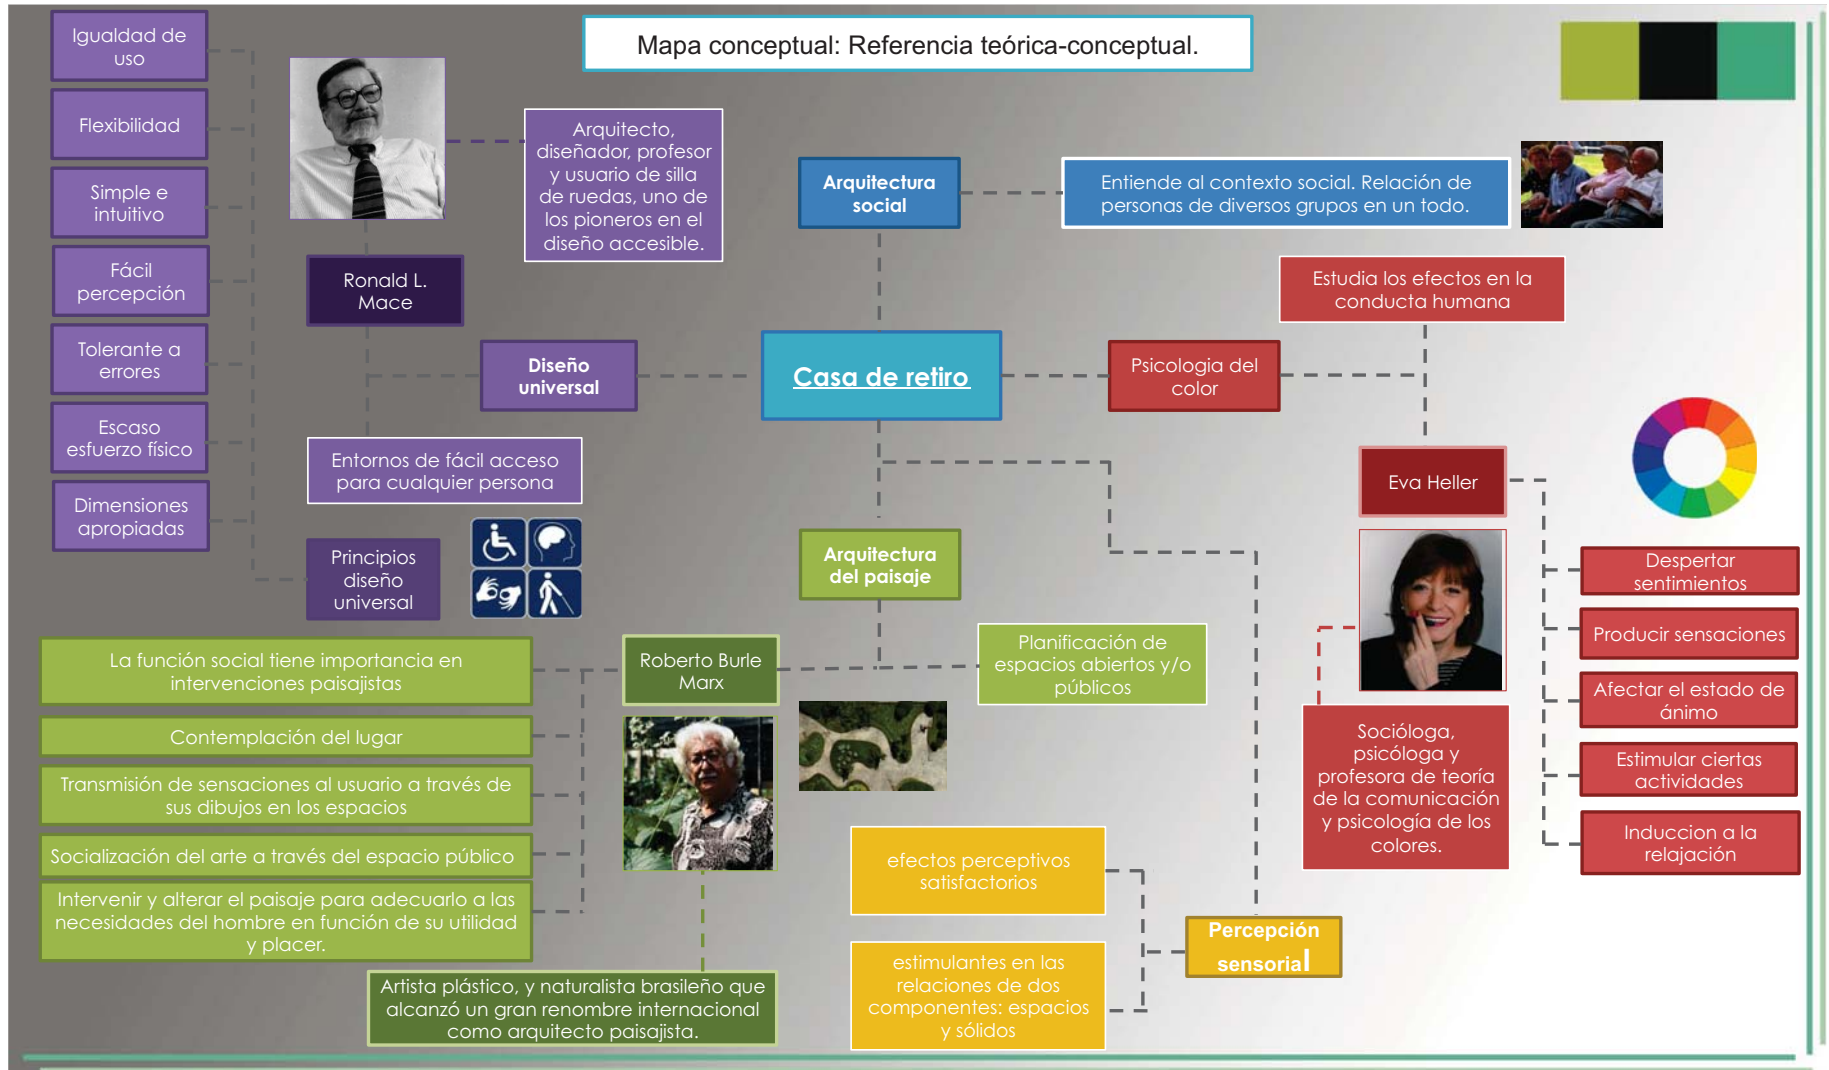 Mapa conceptual: Referencia teórica-conceptual.
Igualdad de
uso
Flexibilidad
Simple e
intuitivo
Fácil
percepción
Tolerante a
errores
Escaso
esfuerzo físico
Dimensiones
apropiadas
Arquitecto,
diseñador, profesor
y usuario de silla
de ruedas, uno de
los pioneros en el
diseño accesible.
Ronald L.
Mace
Diseño
universal
Entornos de fácil acceso
para cualquier persona
Principios
diseño
universal
Arquitectura
social
Entiende al contexto social. Relación de
personas de diversos grupos en un todo.
Casa de retiro
Psicologia del
color
Estudia los efectos en la
conducta humana
Eva Heller
Socióloga,
psicóloga y
profesora de teoría
de la comunicación
y psicología de los
colores.
Despertar
sentimientos
Producir sensaciones
Afectar el estado de
ánimo
Estimular ciertas
actividades
Induccion a la
relajación
Arquitectura
del paisaje
Roberto Burle
Marx
Planificación de
espacios abiertos y/o
públicos
La función social tiene importancia en
intervenciones paisajistas
Contemplación del lugar
Transmisión de sensaciones al usuario a través de
sus dibujos en los espacios
Socialización del arte a través del espacio público
Intervenir y alterar el paisaje para adecuarlo a las
necesidades del hombre en función de su utilidad
y placer.
Artista plástico, y naturalista brasileño que
alcanzó un gran renombre internacional
como arquitecto paisajista.
efectos perceptivos
satisfactorios
estimulantes en las
relaciones de dos
componentes: espacios
y sólidos
Percepción
sensorial